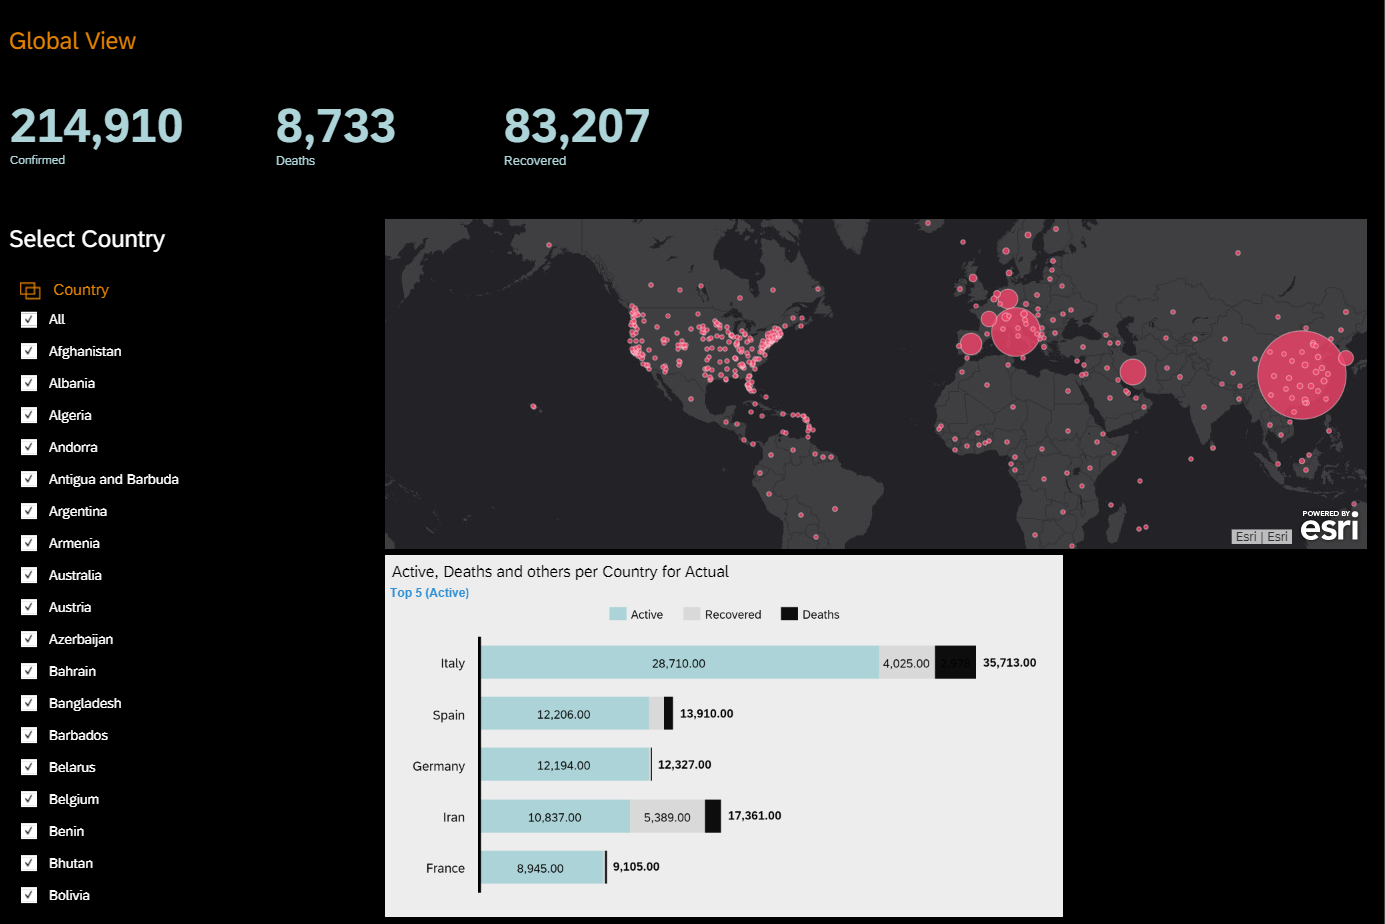 Global View
214,910 8,733 83,207
Confirmed Deaths Recovered
Select Country
Country
All
Afghanistan
Albania
Algeria
Andorra
Antigua and Barbuda
Argentina
Armenia
Australia
Austria
Azerbaijan
Bahrain
Bangladesh
Barbados
Belarus
Belgium
Benin
Bhutan
Bolivia
POWERED BY
esri
Esri | Esri
Active, Deaths and others per Country for Actual
Top 5 (Active)
Active Recovered Deaths
Italy 28,710.00 4,025.00 35,713.00
Spain 12,206.00 13,910.00
Germany 12,194.00 12,327.00
Iran 10,837.00 5,389.00 17,361.00
France 8,945.00 9,105.00